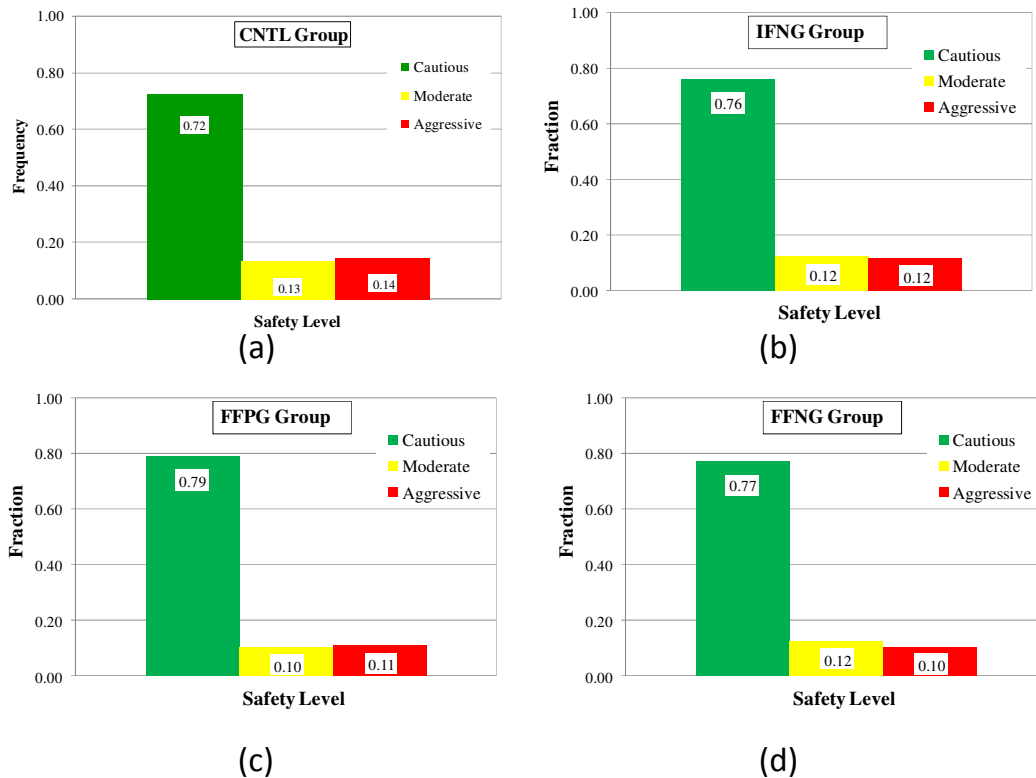 CNTL Group
1.00
0.80
0.60
0.40
0.20
0.00
Frequency
Cautious
Moderate
Aggressive
0.72
0.13
0.14
Safety Level
(a)
IFNG Group
1.00
0.80
0.60
0.40
0.20
0.00
Fraction
Cautious
Moderate
Aggressive
0.76
0.12
0.12
Safety Level
(b)
FFPG Group
1.00
0.80
0.60
0.40
0.20
0.00
Fraction
Cautious
Moderate
Aggressive
0.79
0.10
0.11
Safety Level
(c)
FFNG Group
1.00
0.80
0.60
0.40
0.20
0.00
Fraction
Cautious
Moderate
Aggressive
0.77
0.12
0.10
Safety Level
(d)